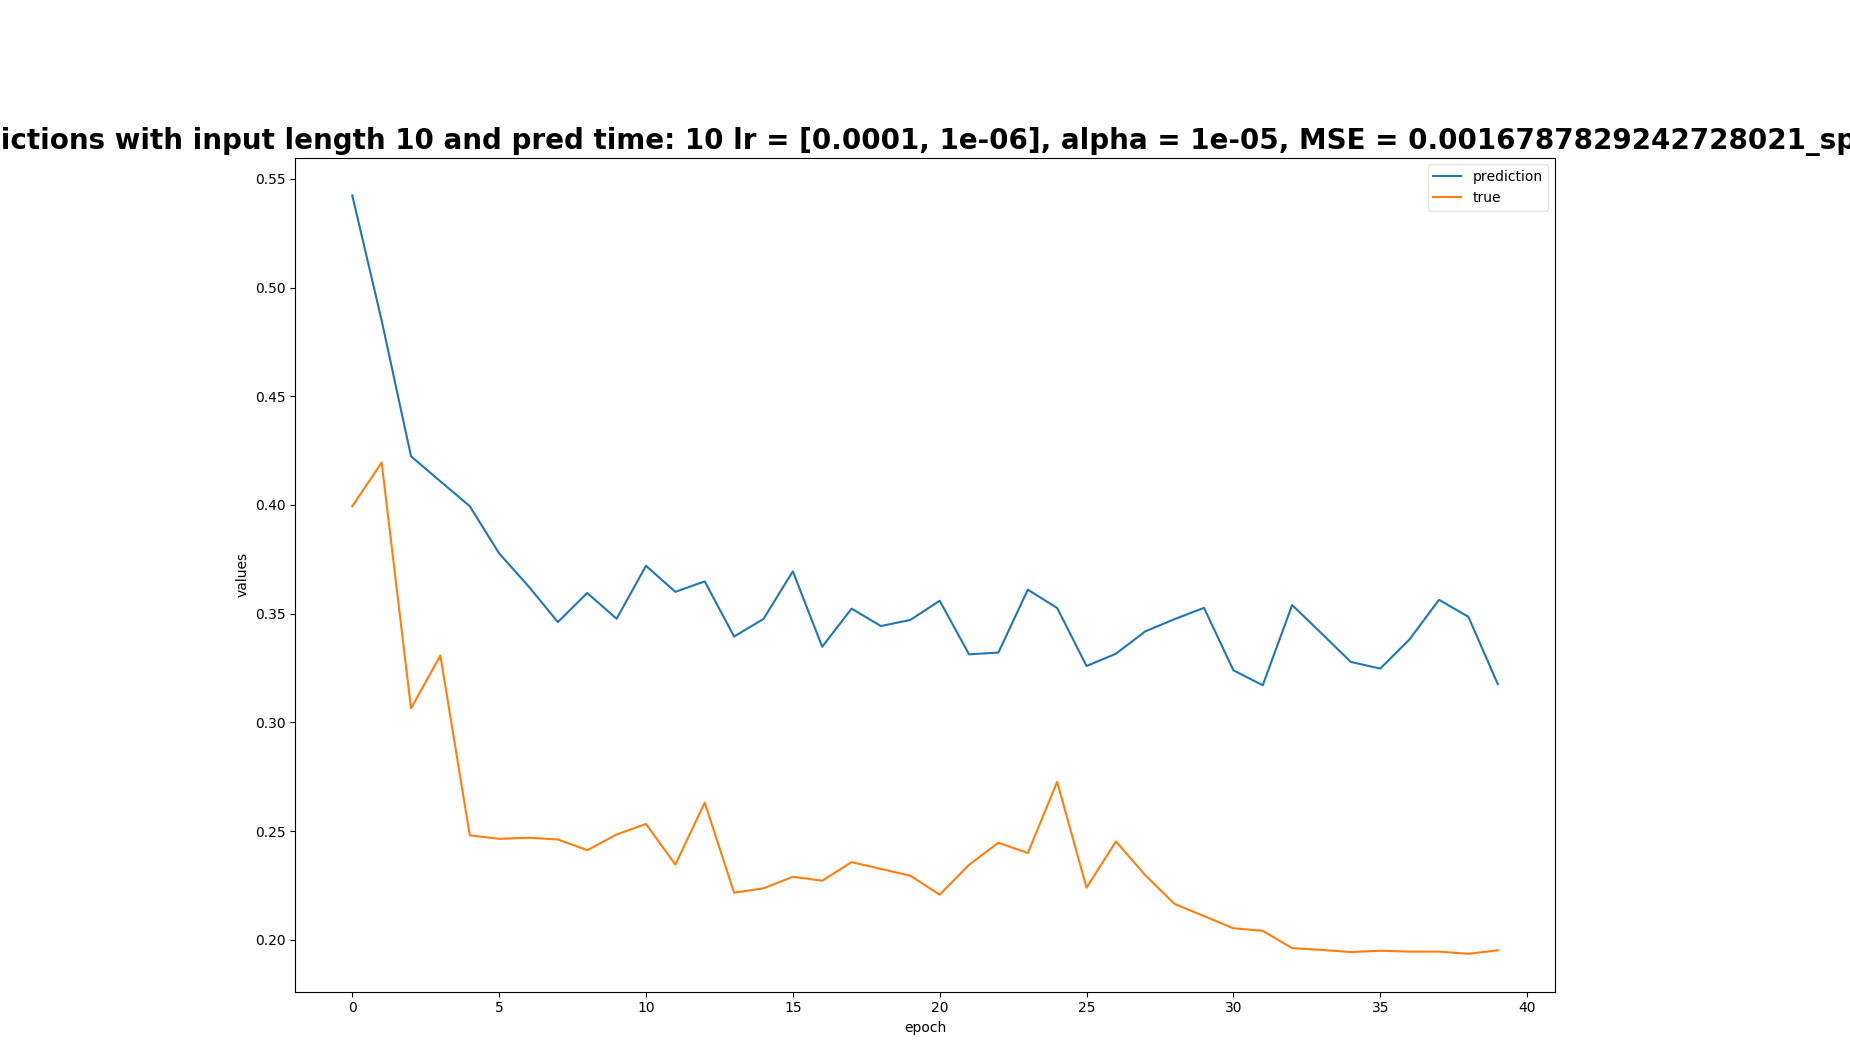 ictions with input length 10 and pred time: 10 lr = [0.0001, 1e-06], alpha = 1e-05, MSE = 0.0016787829242728021_sp
prediction
true
0.55
0.50
0.45
0.40
0.35
0.30
0.25
0.20
values
0 5 10 15 20 25 30 35 40
epoch